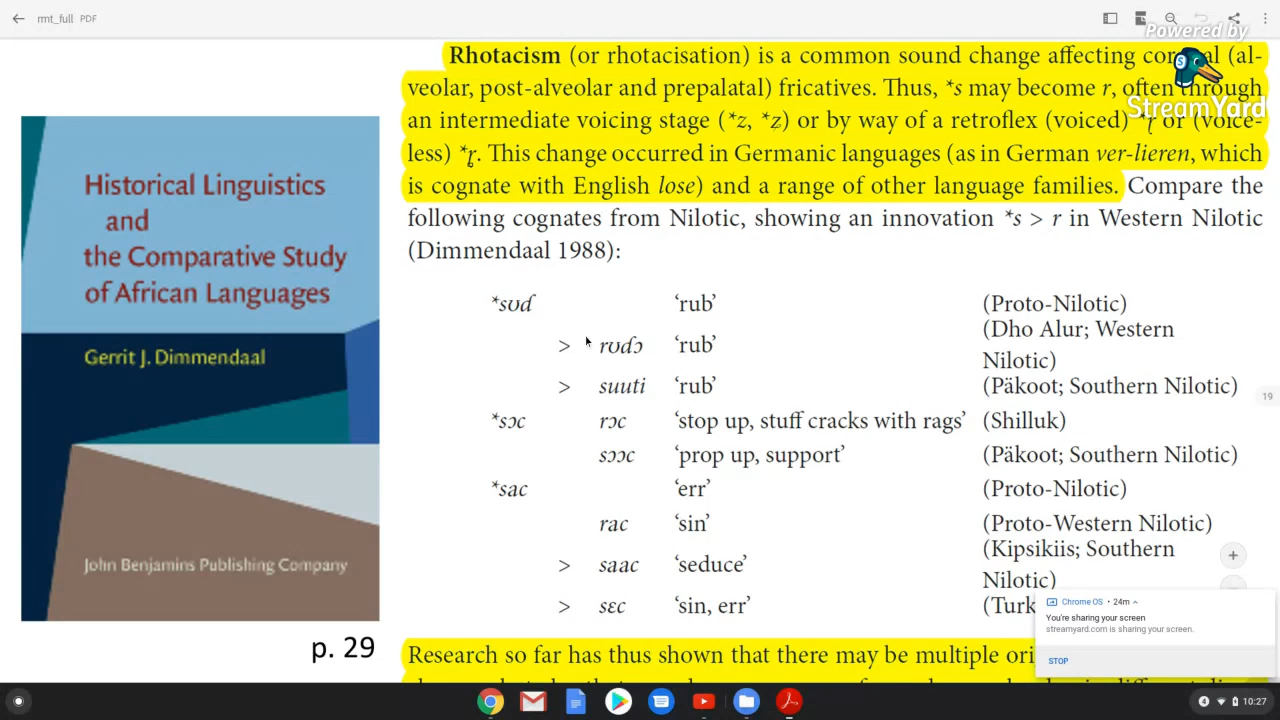 rmt_full PDF
Powered by
StreamYard
Rhotacism (or rhotacisation) is a common sound change affecting coronal (al-
veolar, post-alveolar and prepalatal) fricatives. Thus, *s may become r, often through
an intermediate voicing stage (*z, *ʐ) or by way of a retroflex (voiced) or (voice-
less) This change occurred in Germanic languages (as in German ver-lieren, which
is cognate with English lose) and a range of other language families. Compare the
following cognates from Nilotic, showing an innovation *s > r in Western Nilotic
(Dimmendaal 1988):
*sʊd ‘rub’ (Proto-Nilotic)
> rʊdɔ ‘rub’ (Dho Alur; Western
Nilotic)
> suuti ‘rub’ (Päkoot; Southern Nilotic)
*sɔc rɔc ‘stop up, stuff cracks with rags’ (Shilluk)
sɔɔc ‘prop up, support’ (Päkoot; Southern Nilotic)
*sac ‘err’ (Proto-Nilotic)
rac ‘sin’ (Proto-Western Nilotic)
> saac ‘seduce’ (Kipsikiis; Southern
Nilotic)
> sɛc ‘sin, err’ (Turk
Research so far has thus shown that there may be multiple ori
Historical Linguistics
and
the Comparative Study
of African Languages
Gerrit J. Dimmendaal
John Benjamins Publishing Company
p. 29
19
Chrome OS • 24m
You're sharing your screen
streamyard.com is sharing your screen.
STOP
4 10:27